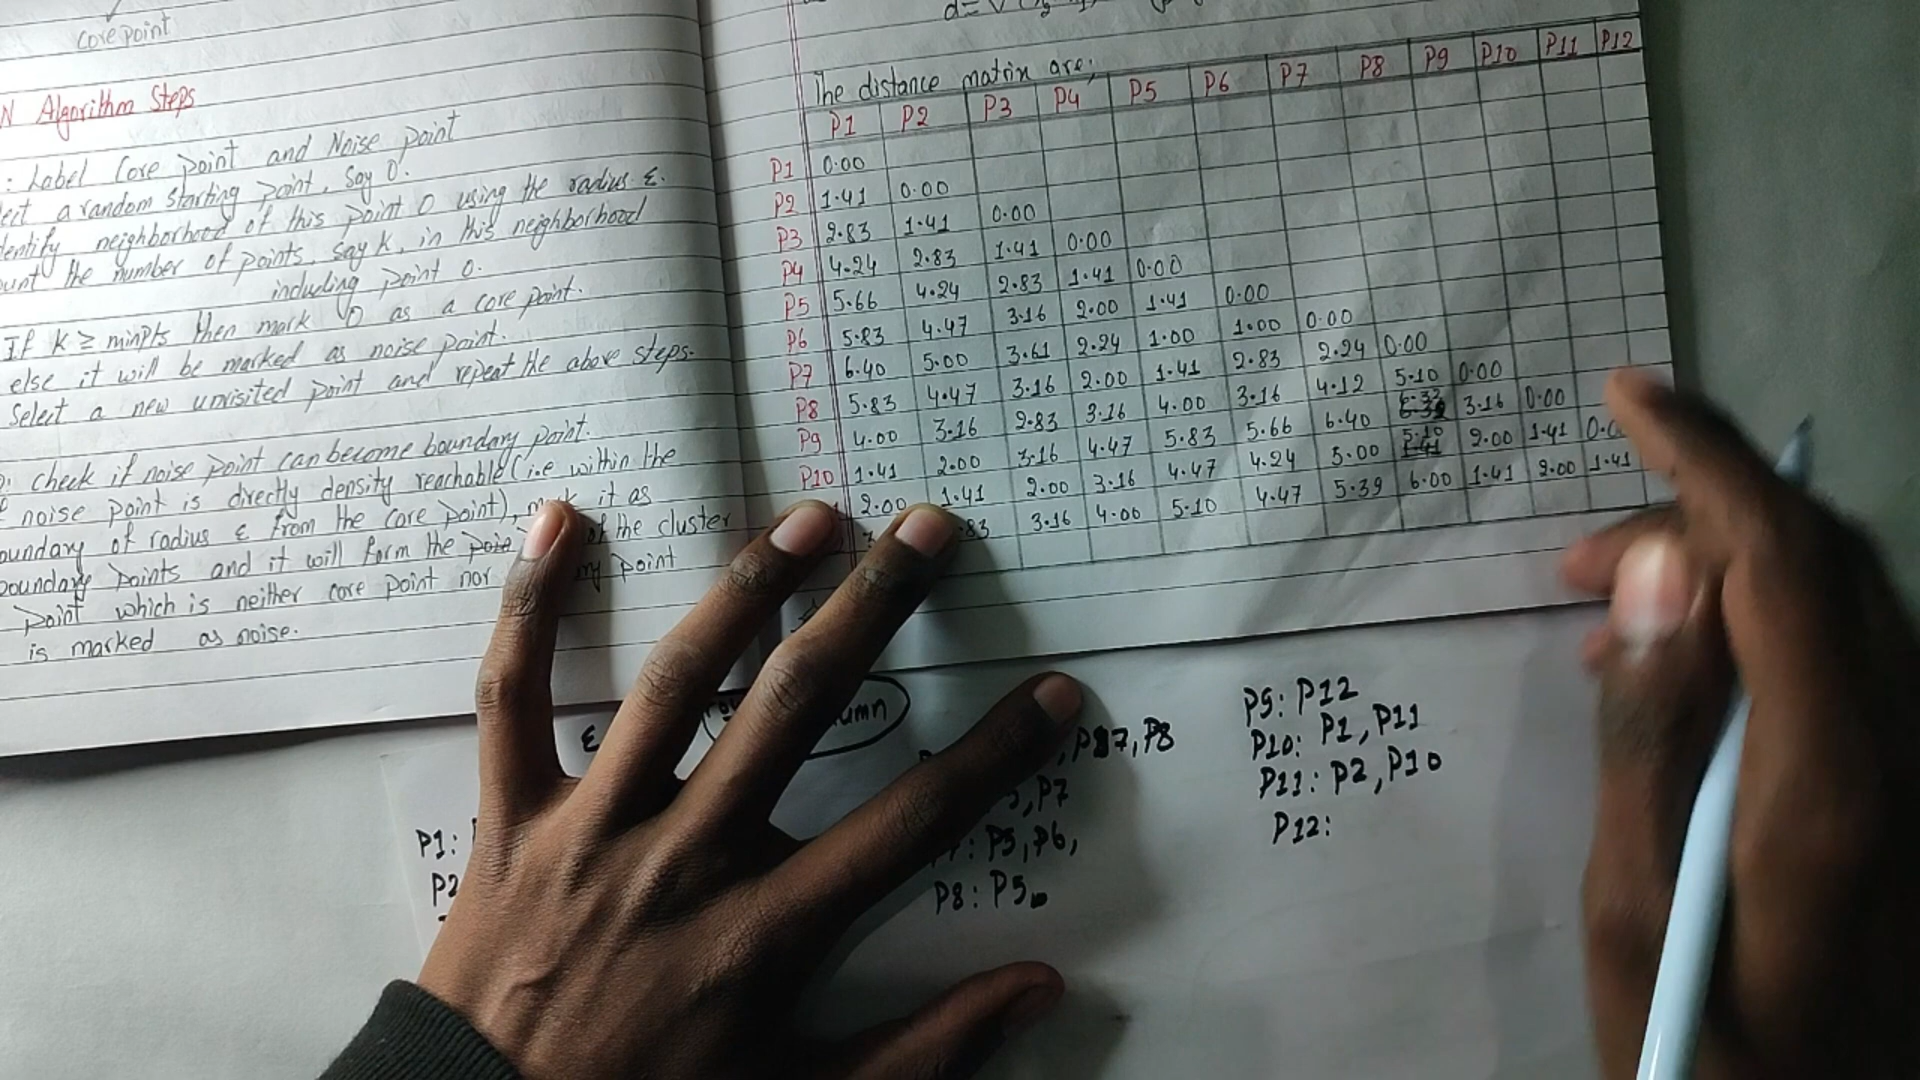 core point
N Algorithm Steps
: Label Core point and Noise point
a random starting point, say O.
neighborhood of this point O using the radius ε.
the number of points, say K, in this neighborhood
including point O.
If K ≥ minpts then mark O as a core point.
else it will be marked as noise point.
Select a new unvisited point and repeat the above steps.
check if noise point can become boundary point.
noise point is directly density reachable (i.e within the
of radius ε from the core point), it as
boundary points and it will form the of the cluster
point which is neither core point nor point
is marked as noise.
d= √
The distance matrix are;
P1 P2 P3 P4 P5 P6 P7 P8 P9 P10 P11 P12
P1 0.00
P2 1.41 0.00
P3 2.83 1.41 0.00
P4 4.24 2.83 1.41 0.00
P5 5.66 4.24 2.83 1.41 0.00
P6 5.83 4.47 3.16 2.00 1.41 0.00
P7 6.40 5.00 3.61 2.24 1.00 1.00 0.00
P8 5.83 4.47 3.16 2.00 1.41 2.83 2.24 0.00
P9 4.00 3.16 2.83 3.16 4.00 3.16 4.12 5.10 0.00
P10 1.41 2.00 3.16 4.47 5.83 5.66 6.40 6.32 3.16 0.00
2.00 1.41 2.00 3.16 4.47 4.24 5.00 5.10 2.00 1.41 0.00
.83 3.16 4.00 5.10 4.47 5.39 6.00 1.41 2.00 1.41
ε
P1:
P2
P7, P8
, P7
: P5, P6,
P8: P5
P9: P12
P10: P1, P11
P11: P2, P10
P12: